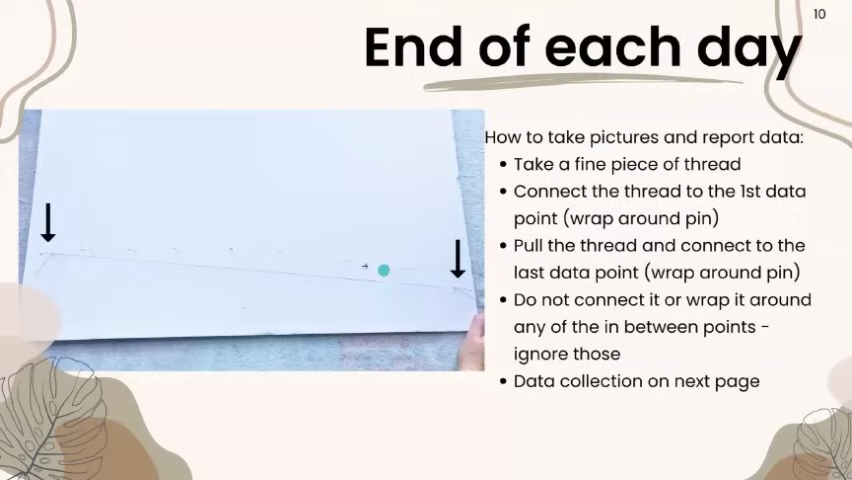 10
End of each day
How to take pictures and report data:
• Take a fine piece of thread
• Connect the thread to the 1st data
point (wrap around pin)
• Pull the thread and connect to the
last data point (wrap around pin)
• Do not connect it or wrap it around
any of the in between points -
ignore those
• Data collection on next page